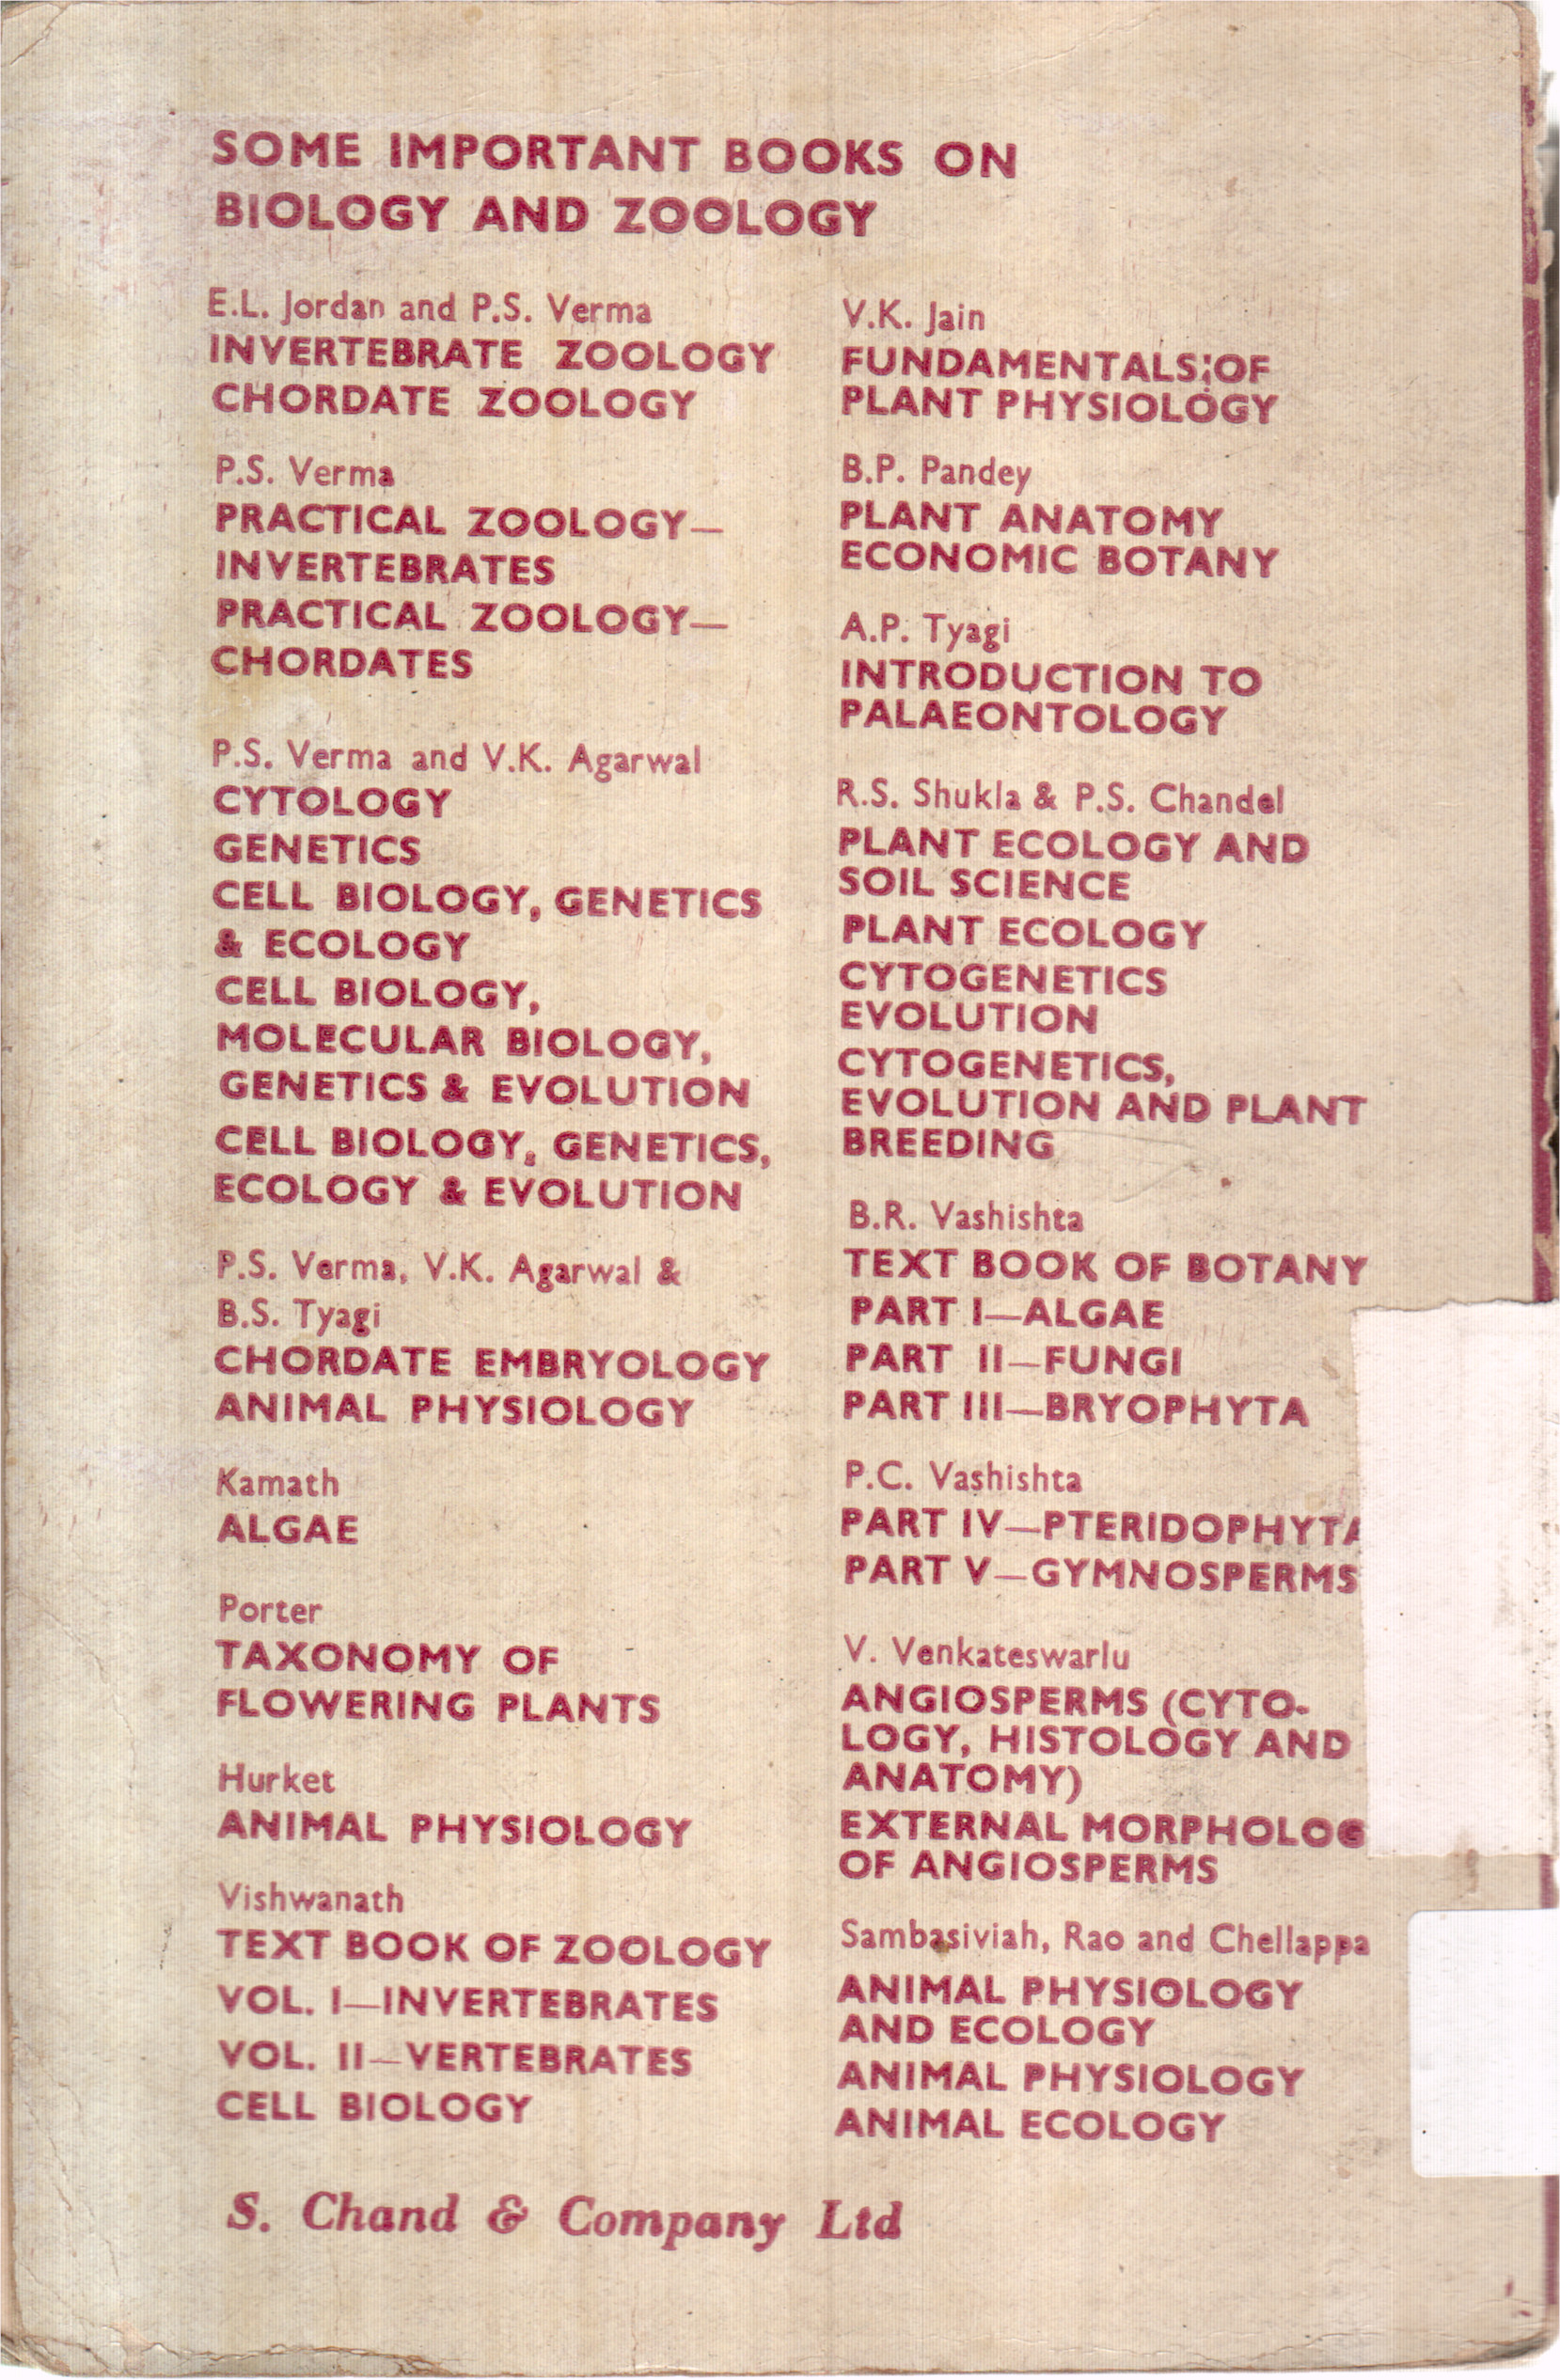 SOME IMPORTANT BOOKS ON
BIOLOGY AND ZOOLOGY
E.L. Jordan and P.S. Verma
INVERTEBRATE ZOOLOGY
CHORDATE ZOOLOGY
P.S. Verma
PRACTICAL ZOOLOGY—
INVERTEBRATES
PRACTICAL ZOOLOGY—
CHORDATES
P.S. Verma and V.K. Agarwal
CYTOLOGY
GENETICS
CELL BIOLOGY, GENETICS
& ECOLOGY
CELL BIOLOGY,
MOLECULAR BIOLOGY,
GENETICS & EVOLUTION
CELL BIOLOGY, GENETICS,
ECOLOGY & EVOLUTION
P.S. Verma, V.K. Agarwal &
B.S. Tyagi
CHORDATE EMBRYOLOGY
ANIMAL PHYSIOLOGY
Kamath
ALGAE
Porter
TAXONOMY OF
FLOWERING PLANTS
Hurket
ANIMAL PHYSIOLOGY
Vishwanath
TEXT BOOK OF ZOOLOGY
VOL. I—INVERTEBRATES
VOL. II—VERTEBRATES
CELL BIOLOGY
V.K. Jain
FUNDAMENTALS OF
PLANT PHYSIOLOGY
B.P. Pandey
PLANT ANATOMY
ECONOMIC BOTANY
A.P. Tyagi
INTRODUCTION TO
PALAEONTOLOGY
R.S. Shukla & P.S. Chandel
PLANT ECOLOGY AND
SOIL SCIENCE
PLANT ECOLOGY
CYTOGENETICS
EVOLUTION
CYTOGENETICS,
EVOLUTION AND PLANT
BREEDING
B.R. Vashishta
TEXT BOOK OF BOTANY
PART I—ALGAE
PART II—FUNGI
PART III—BRYOPHYTA
P.C. Vashishta
PART IV—PTERIDOPHYTA
PART V—GYMNOSPERMS
V. Venkateswarlu
ANGIOSPERMS (CYTO-
LOGY, HISTOLOGY AND
ANATOMY)
EXTERNAL MORPHOLOG
OF ANGIOSPERMS
Sambasiviah, Rao and Chellappa
ANIMAL PHYSIOLOGY
AND ECOLOGY
ANIMAL PHYSIOLOGY
ANIMAL ECOLOGY
S. Chand & Company Ltd